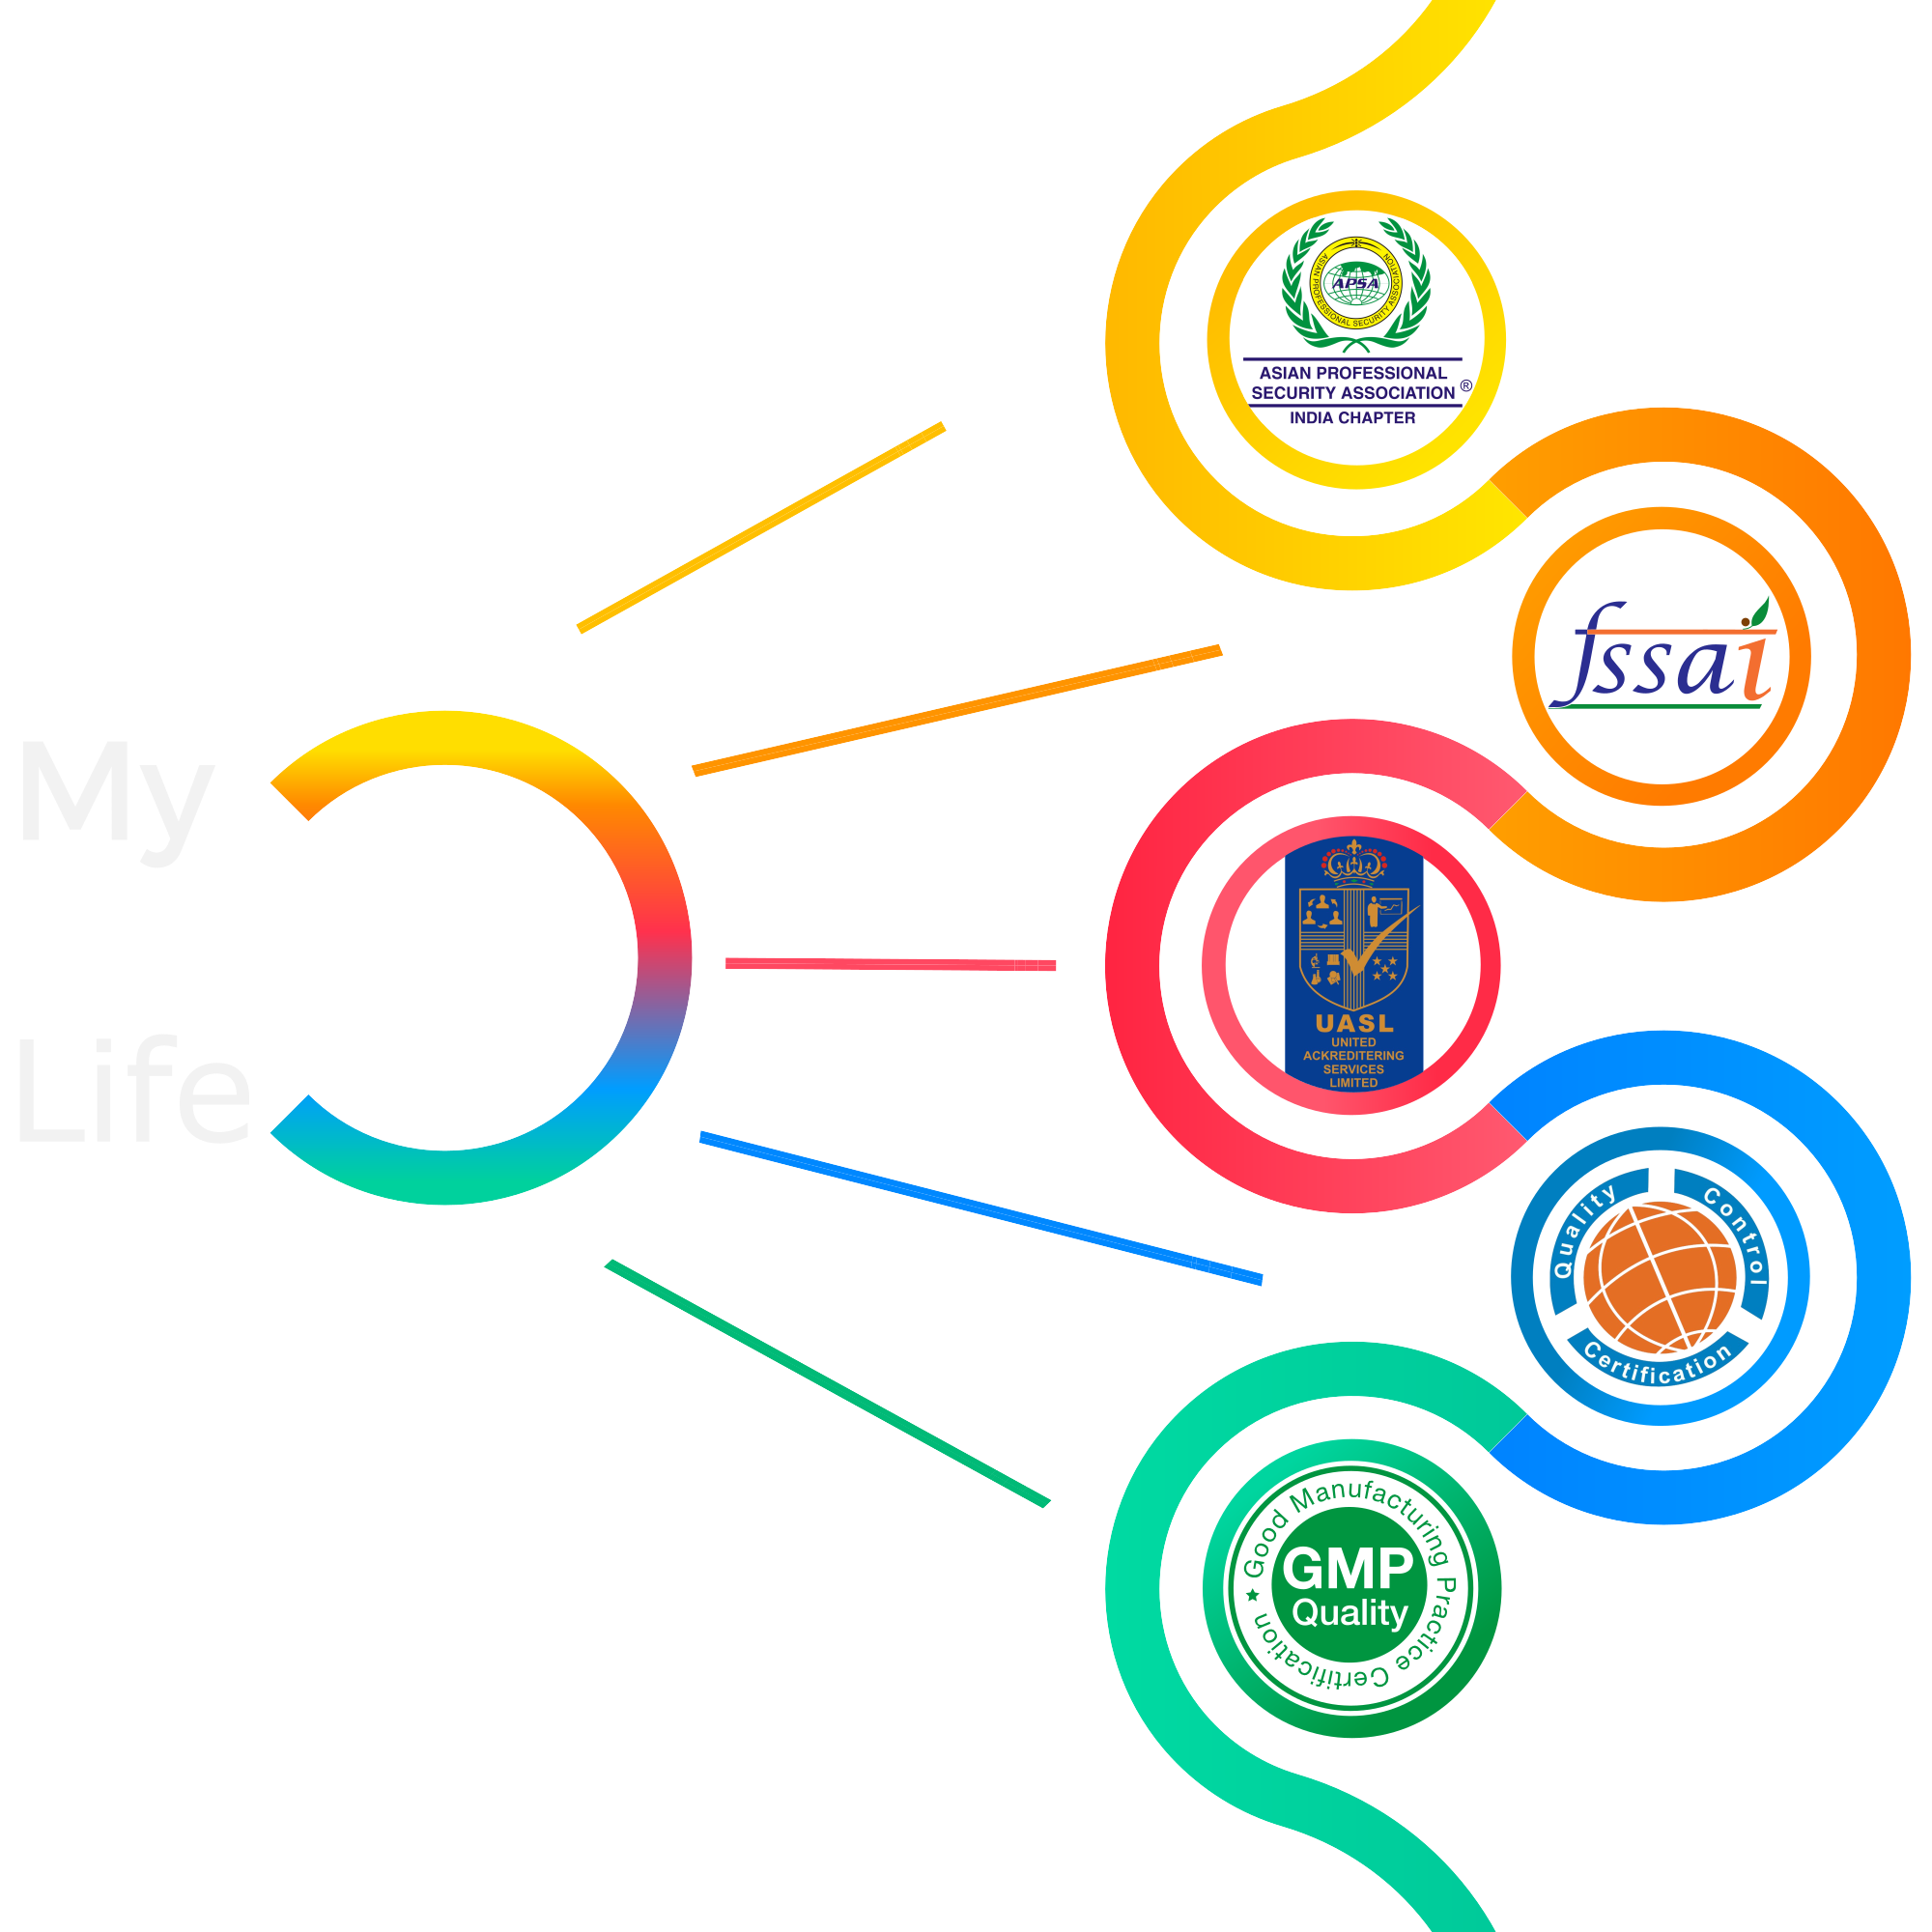 My
Life
ASIAN PROFESSIONAL SECURITY ASSOCIATION
APSA
ASIAN PROFESSIONAL
SECURITY ASSOCIATION ®
INDIA CHAPTER
fssai
UASL
UNITED
ACKREDITERING
SERVICES
LIMITED
Quality
Control
Certification
Good Manufacturing Practice Certification
GMP
Quality